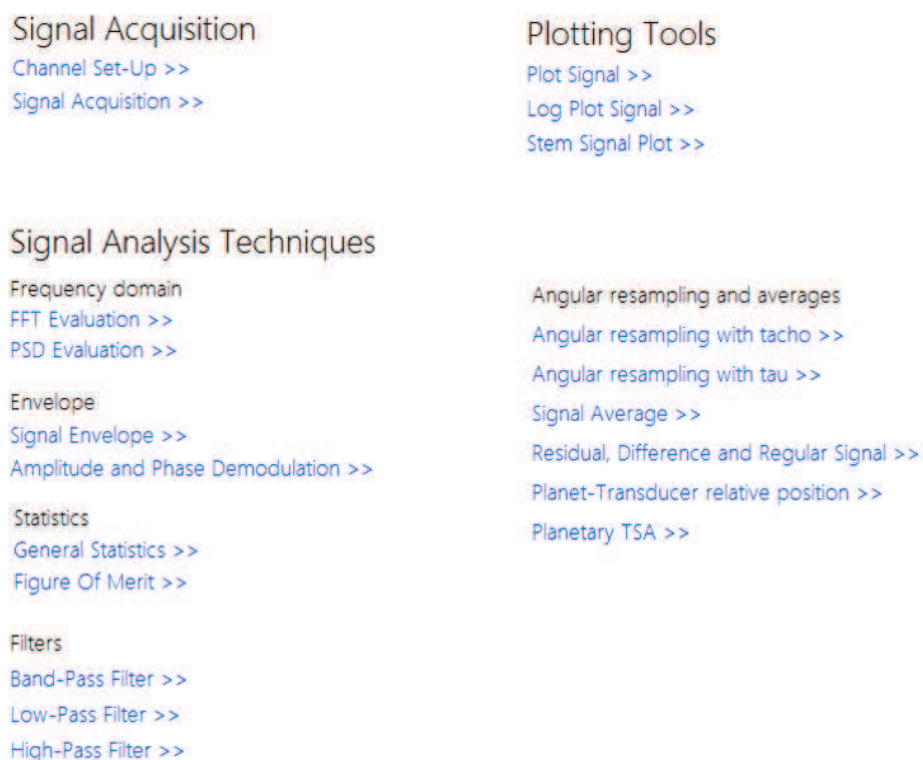 Signal Acquisition
Channel Set-Up >>
Signal Acquisition >>
Plotting Tools
Plot Signal >>
Log Plot Signal >>
Stem Signal Plot >>
Signal Analysis Techniques
Frequency domain
FFT Evaluation >>
PSD Evaluation >>
Envelope
Signal Envelope >>
Amplitude and Phase Demodulation >>
Statistics
General Statistics >>
Figure Of Merit >>
Filters
Band-Pass Filter >>
Low-Pass Filter >>
High-Pass Filter >>
Angular resampling and averages
Angular resampling with tacho >>
Angular resampling with tau >>
Signal Average >>
Residual, Difference and Regular Signal >>
Planet-Transducer relative position >>
Planetary TSA >>